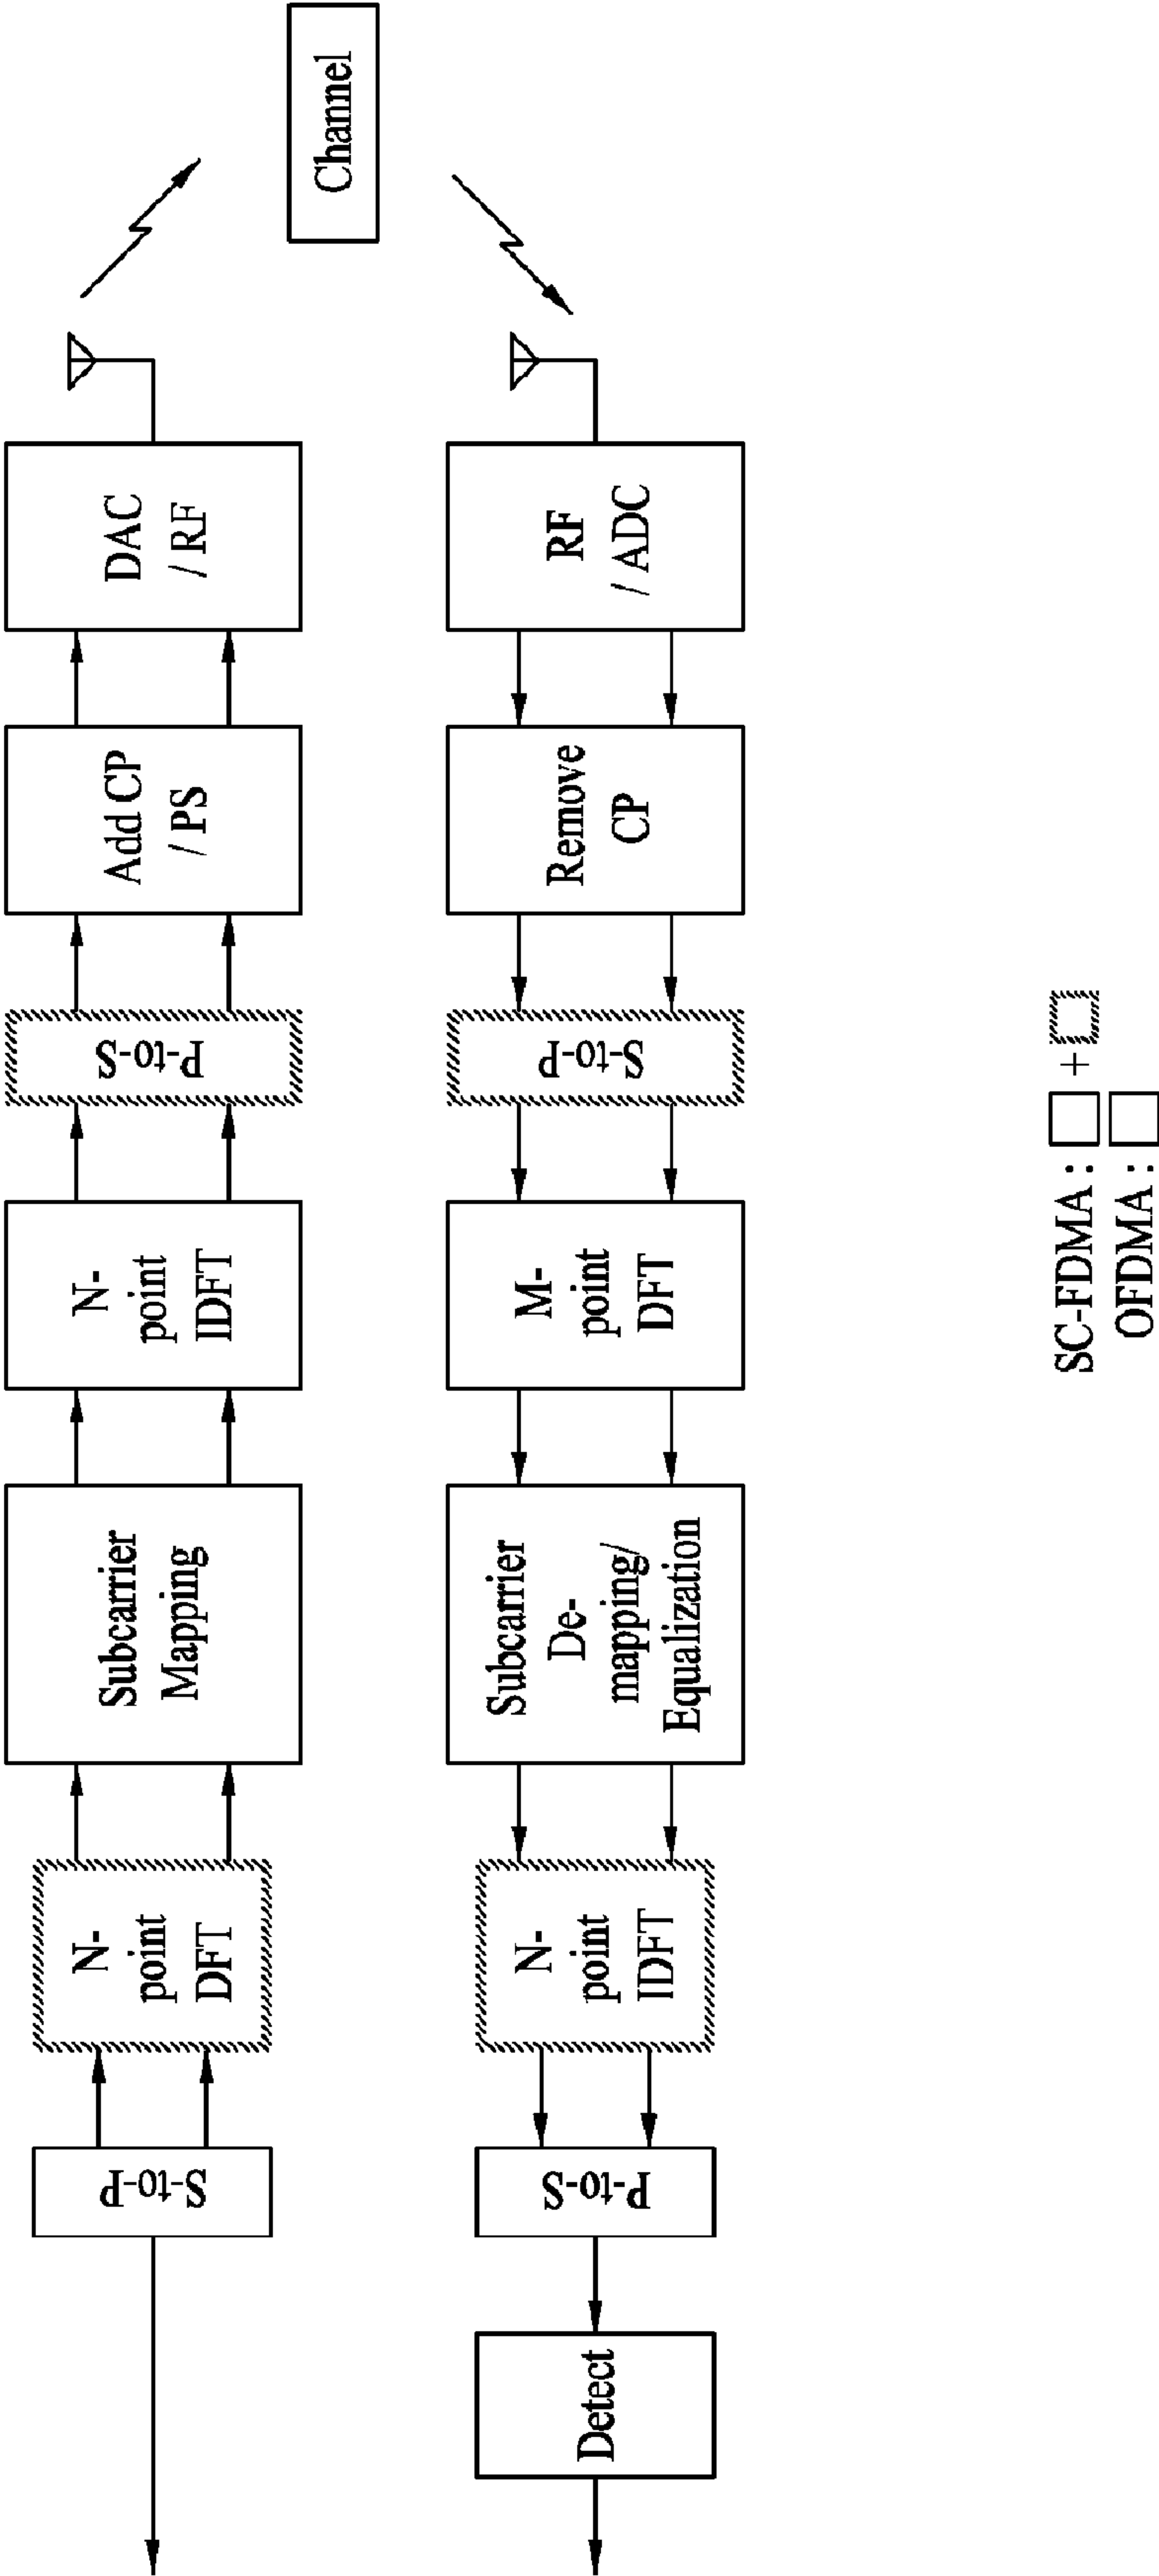 S-to-P
N-
point
DFT
Subcarrier
Mapping
N-
point
IDFT
P-to-S
Add CP
/ PS
DAC
/ RF
Channel
Detect
P-to-S
N-
point
IDFT
Subcarrier
De-
mapping/
Equalization
M-
point
DFT
S-to-P
Remove
CP
RF
/ ADC
SC-FDMA : +
OFDMA :